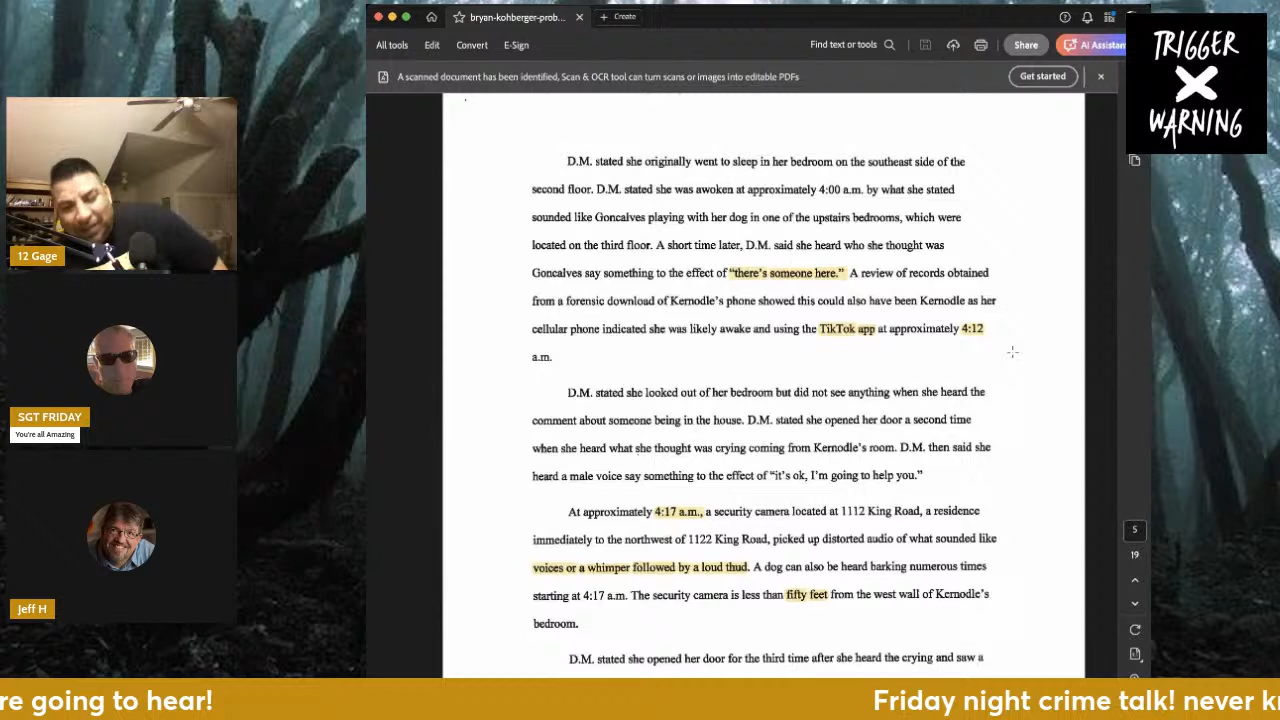 bryan-kohberger-prob...
Create
All tools
Edit
Convert
E-Sign
Find text or tools
Share
AI Assistan
A scanned document has been identified, Scan & OCR tool can turn scans or images into editable PDFs
Get started
TRIGGER
X
WARNING
12 Gage
SGT FRIDAY
You're all Amazing
Jeff H
D.M. stated she originally went to sleep in her bedroom on the southeast side of the
second floor. D.M. stated she was awoken at approximately 4:00 a.m. by what she stated
sounded like Goncalves playing with her dog in one of the upstairs bedrooms, which were
located on the third floor. A short time later, D.M. said she heard who she thought was
Goncalves say something to the effect of “there’s someone here.” A review of records obtained
from a forensic download of Kernodle’s phone showed this could also have been Kernodle as her
cellular phone indicated she was likely awake and using the TikTok app at approximately 4:12
a.m.
D.M. stated she looked out of her bedroom but did not see anything when she heard the
comment about someone being in the house. D.M. stated she opened her door a second time
when she heard what she thought was crying coming from Kernodle’s room. D.M. then said she
heard a male voice say something to the effect of “it’s ok, I’m going to help you.”
At approximately 4:17 a.m., a security camera located at 1112 King Road, a residence
immediately to the northwest of 1122 King Road, picked up distorted audio of what sounded like
voices or a whimper followed by a loud thud. A dog can also be heard barking numerous times
starting at 4:17 a.m. The security camera is less than fifty feet from the west wall of Kernodle’s
bedroom.
D.M. stated she opened her door for the third time after she heard the crying and saw a
5
19
re going to hear!
Friday night crime talk! never k